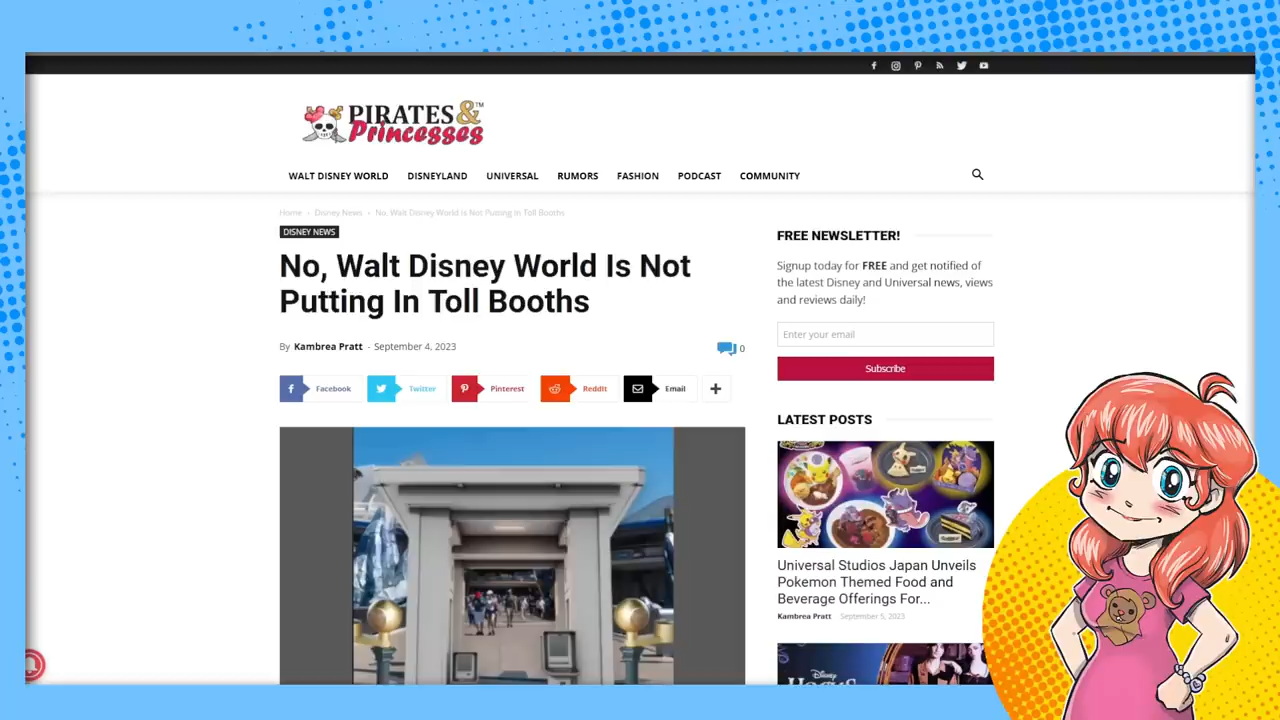 PIRATES &™
Princesses
WALT DISNEY WORLD DISNEYLAND UNIVERSAL RUMORS FASHION PODCAST COMMUNITY
Home › Disney News › No, Walt Disney World Is Not Putting In Toll Booths
DISNEY NEWS
No, Walt Disney World Is Not
Putting In Toll Booths
By Kambrea Pratt - September 4, 2023
0
Facebook Twitter Pinterest ReddIt Email +
FREE NEWSLETTER!
Signup today for FREE and get notified of
the latest Disney and Universal news, views
and reviews daily!
Enter your email
Subscribe
LATEST POSTS
Universal Studios Japan Unveils
Pokemon Themed Food and
Beverage Offerings For...
Kambrea Pratt September 5, 2023
Disney